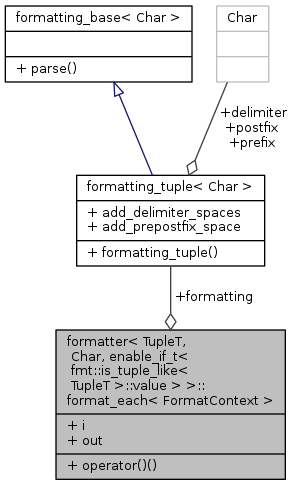 formatting_base< Char >
+ parse()
Char
+delimiter
+postfix
+prefix
formatting_tuple< Char >
+ add_delimiter_spaces
+ add_prepostfix_space
+ formatting_tuple()
+formatting
formatter< TupleT,
Char, enable_if_t<
fmt::is_tuple_like<
TupleT >::value > >::
format_each< FormatContext >
+ i
+ out
+ operator()()